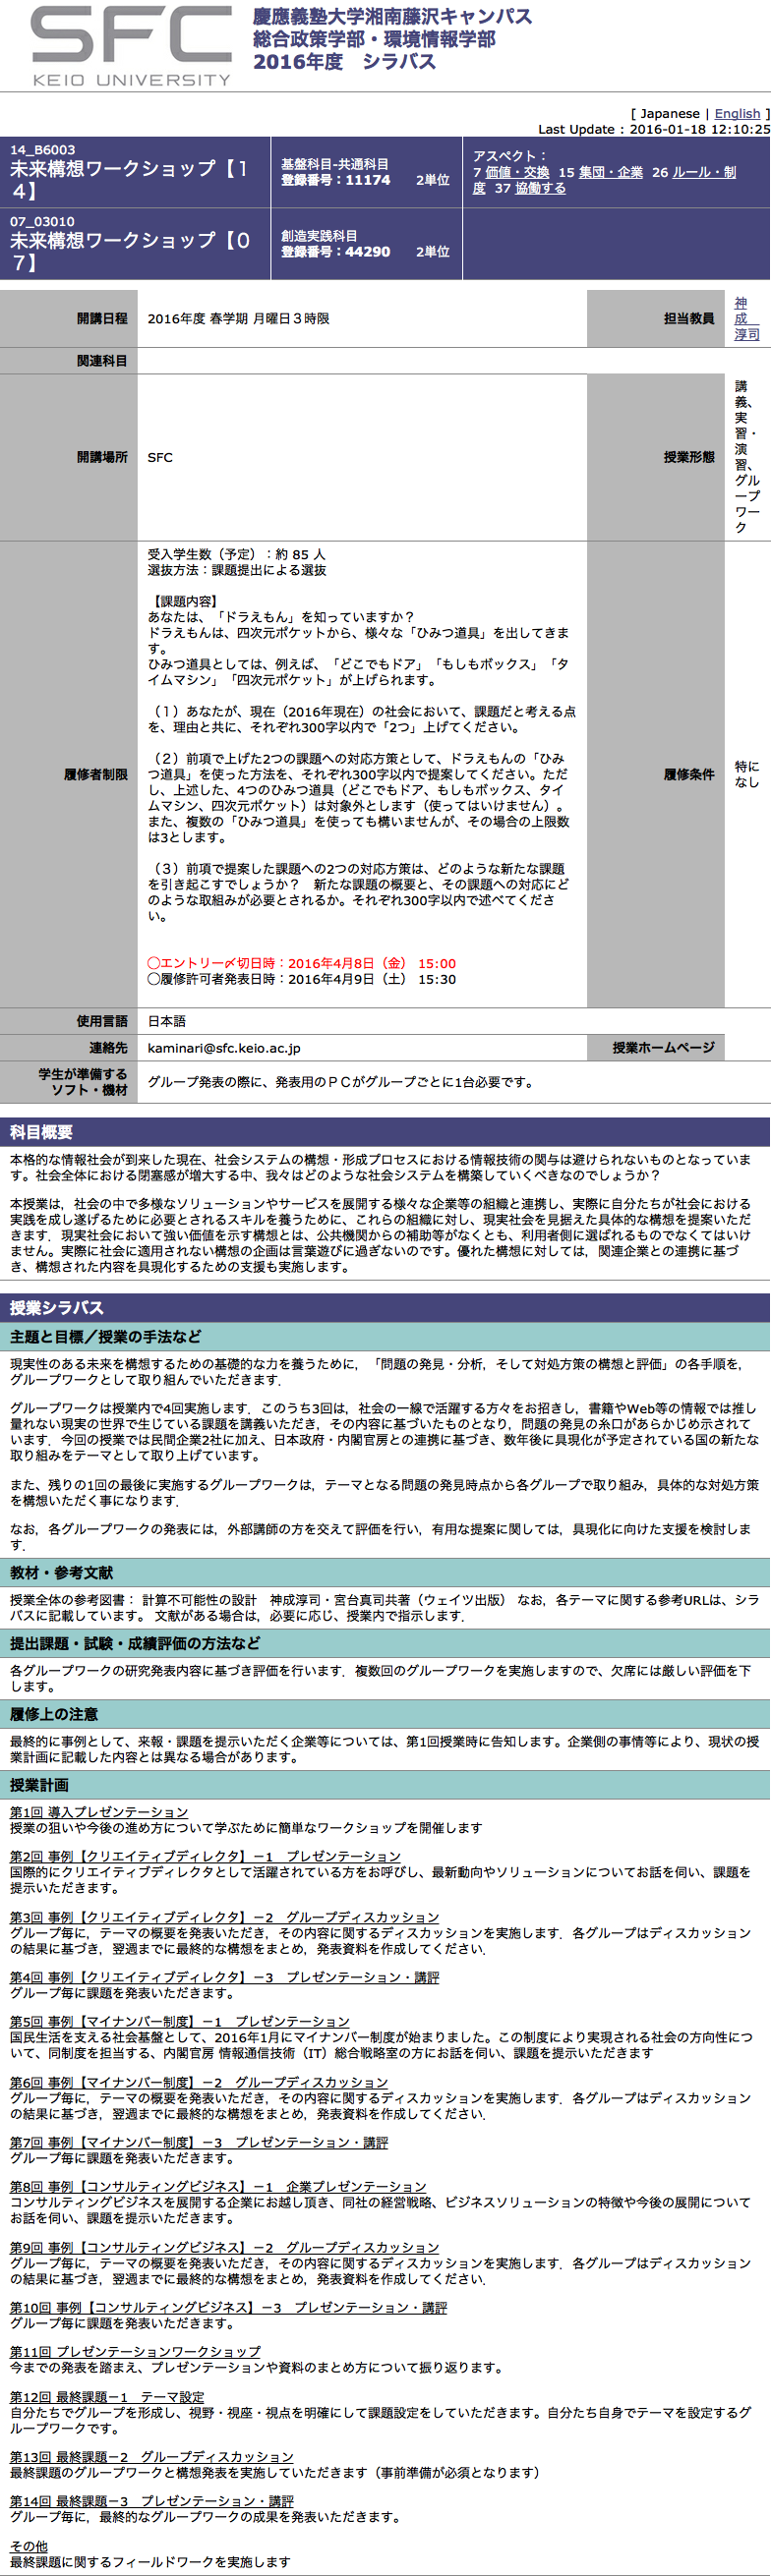 SFC
KEIO UNIVERSITY
慶應義塾大学湘南藤沢キャンパス
総合政策学部・環境情報学部
2016年度　シラバス
[ Japanese | English ]
Last Update : 2016-01-18 12:10:25
14_B6003
未来構想ワークショップ【１
４】
基盤科目-共通科目
登録番号：11174　　2単位
アスペクト：
7 価値・交換 15 集団・企業 26 ルール・制
度 37 協働する
07_03010
未来構想ワークショップ【０
７】
創造実践科目
登録番号：44290　　2単位
開講日程
2016年度 春学期 月曜日３時限
担当教員
神
成　
淳司
関連科目
開講場所
SFC
授業形態
講
義、
実
習・
演
習、
グル
ープ
ワー
ク
履修者制限
受入学生数（予定）：約 85 人
選抜方法：課題提出による選抜
【課題内容】
あなたは、「ドラえもん」を知っていますか？
ドラえもんは、四次元ポケットから、様々な「ひみつ道具」を出してきま
す。
ひみつ道具としては、例えば、「どこでもドア」「もしもボックス」「タ
イムマシン」「四次元ポケット」が上げられます。
（１）あなたが、現在（2016年現在）の社会において、課題だと考える点
を、理由と共に、それぞれ300字以内で「2つ」上げてください。
（２）前項で上げた2つの課題への対応方策として、ドラえもんの「ひみ
つ道具」を使った方法を、それぞれ300字以内で提案してください。ただ
し、上述した、4つのひみつ道具（どこでもドア、もしもボックス、タイ
ムマシン、四次元ポケット）は対象外とします（使ってはいけません）。
また、複数の「ひみつ道具」を使っても構いませんが、その場合の上限数
は3とします。
（３）前項で提案した課題への2つの対応方策は、どのような新たな課題
を引き起こすでしょうか？　新たな課題の概要と、その課題への対応にど
のような取組みが必要とされるか。それぞれ300字以内で述べてくださ
い。
◯エントリー〆切日時：2016年4月8日（金） 15:00
◯履修許可者発表日時：2016年4月9日（土） 15:30
履修条件
特に
なし
使用言語
日本語
連絡先
kaminari@sfc.keio.ac.jp
授業ホームページ
学生が準備する
ソフト・機材
グループ発表の際に、発表用のＰＣがグループごとに1台必要です。
科目概要
本格的な情報社会が到来した現在、社会システムの構想・形成プロセスにおける情報技術の関与は避けられないものとなっていま
す。社会全体における閉塞感が増大する中、我々はどのような社会システムを構築していくべきなのでしょうか？
本授業は，社会の中で多様なソリューションやサービスを展開する様々な企業等の組織と連携し、実際に自分たちが社会における
実践を成し遂げるために必要とされるスキルを養うために、これらの組織に対し、現実社会を見据えた具体的な構想を提案いただ
きます．現実社会において強い価値を示す構想とは、公共機関からの補助等がなくとも、利用者側に選ばれるものでなくてはいけ
ません。実際に社会に適用されない構想の企画は言葉遊びに過ぎないのです。優れた構想に対しては，関連企業との連携に基づ
き、構想された内容を具現化するための支援も実施します。
授業シラバス
主題と目標／授業の手法など
現実性のある未来を構想するための基礎的な力を養うために，「問題の発見・分析，そして対処方策の構想と評価」の各手順を，
グループワークとして取り組んでいただきます．
グループワークは授業内で4回実施します．このうち3回は，社会の一線で活躍する方々をお招きし，書籍やWeb等の情報では推し
量れない現実の世界で生じている課題を講義いただき，その内容に基づいたものとなり，問題の発見の糸口があらかじめ示されて
います．今回の授業では民間企業2社に加え、日本政府・内閣官房との連携に基づき、数年後に具現化が予定されている国の新たな
取り組みをテーマとして取り上げています。
また、残りの1回の最後に実施するグループワークは，テーマとなる問題の発見時点から各グループで取り組み，具体的な対処方策
を構想いただく事になります．
なお，各グループワークの発表には，外部講師の方を交えて評価を行い，有用な提案に関しては，具現化に向けた支援を検討しま
す．
教材・参考文献
授業全体の参考図書： 計算不可能性の設計　神成淳司・宮台真司共著（ウェイツ出版） なお，各テーマに関する参考URLは、シラ
バスに記載しています。 文献がある場合は，必要に応じ、授業内で指示します．
提出課題・試験・成績評価の方法など
各グループワークの研究発表内容に基づき評価を行います．複数回のグループワークを実施しますので、欠席には厳しい評価を下
します。
履修上の注意
最終的に事例として、来報・課題を提示いただく企業等については、第1回授業時に告知します。企業側の事情等により、現状の授
業計画に記載した内容とは異なる場合があります。
授業計画
第1回 導入プレゼンテーション
授業の狙いや今後の進め方について学ぶために簡単なワークショップを開催します
第2回 事例【クリエイティブディレクタ】－1　プレゼンテーション
国際的にクリエイティブディレクタとして活躍されている方をお呼びし、最新動向やソリューションについてお話を伺い、課題を
提示いただきます。
第3回 事例【クリエイティブディレクタ】－2　グループディスカッション
グループ毎に，テーマの概要を発表いただき，その内容に関するディスカッションを実施します．各グループはディスカッション
の結果に基づき，翌週までに最終的な構想をまとめ，発表資料を作成してください．
第4回 事例【クリエイティブディレクタ】－3　プレゼンテーション・講評
グループ毎に課題を発表いただきます。
第5回 事例【マイナンバー制度】－1　プレゼンテーション
国民生活を支える社会基盤として、2016年1月にマイナンバー制度が始まりました。この制度により実現される社会の方向性につ
いて、同制度を担当する、内閣官房 情報通信技術（IT）総合戦略室の方にお話を伺い、課題を提示いただきます
第6回 事例【マイナンバー制度】－2　グループディスカッション
グループ毎に，テーマの概要を発表いただき，その内容に関するディスカッションを実施します．各グループはディスカッション
の結果に基づき，翌週までに最終的な構想をまとめ，発表資料を作成してください．
第7回 事例【マイナンバー制度】－3　プレゼンテーション・講評
グループ毎に課題を発表いただきます。
第8回 事例【コンサルティングビジネス】－1　企業プレゼンテーション
コンサルティングビジネスを展開する企業にお越し頂き、同社の経営戦略、ビジネスソリューションの特徴や今後の展開について
お話を伺い、課題を提示いただきます。
第9回 事例【コンサルティングビジネス】－2　グループディスカッション
グループ毎に，テーマの概要を発表いただき，その内容に関するディスカッションを実施します．各グループはディスカッション
の結果に基づき，翌週までに最終的な構想をまとめ，発表資料を作成してください．
第10回 事例【コンサルティングビジネス】－3　プレゼンテーション・講評
グループ毎に課題を発表いただきます。
第11回 プレゼンテーションワークショップ
今までの発表を踏まえ、プレゼンテーションや資料のまとめ方について振り返ります。
第12回 最終課題－1　テーマ設定
自分たちでグループを形成し、視野・視座・視点を明確にして課題設定をしていただきます。自分たち自身でテーマを設定するグ
ループワークです。
第13回 最終課題－2　グループディスカッション
最終課題のグループワークと構想発表を実施していただきます（事前準備が必須となります）
第14回 最終課題－3　プレゼンテーション・講評
グループ毎に，最終的なグループワークの成果を発表いただきます。
その他
最終課題に関するフィールドワークを実施します